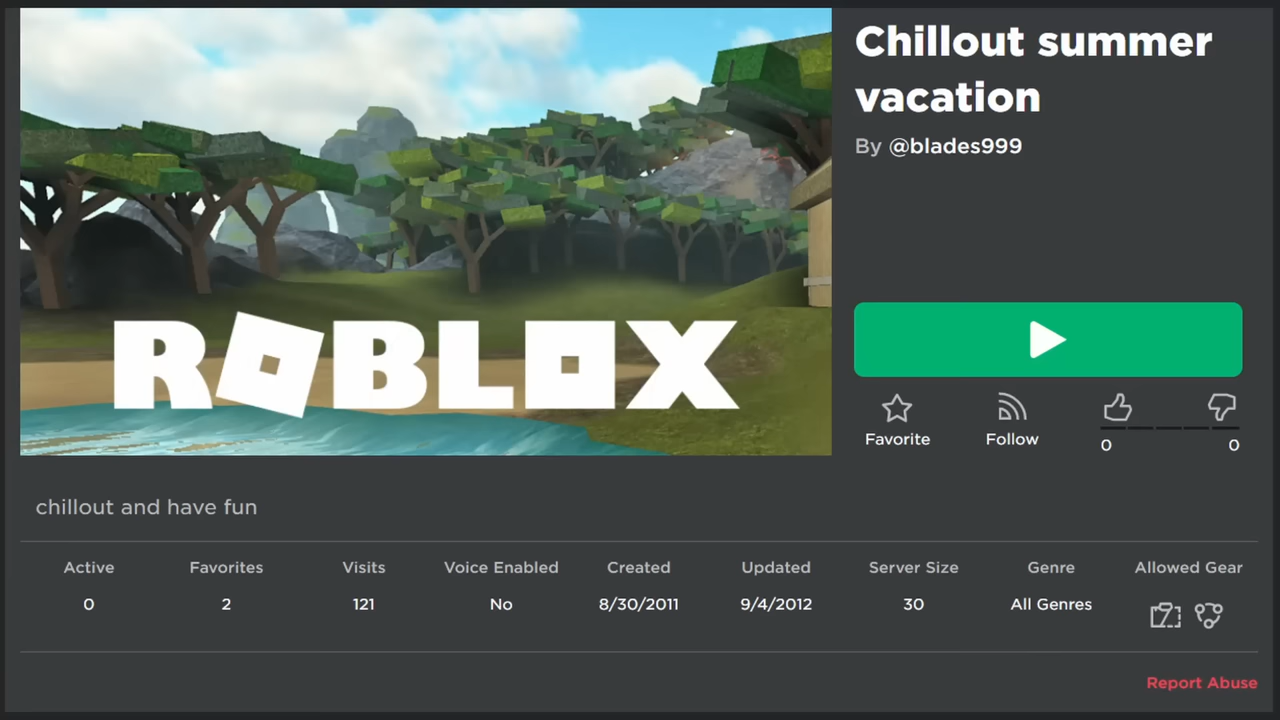 Chillout summer
vacation
By @blades999
ROBLOX
Favorite Follow 0 0
chillout and have fun
Active Favorites Visits Voice Enabled Created Updated Server Size Genre Allowed Gear
0 2 121 No 8/30/2011 9/4/2012 30 All Genres
Report Abuse